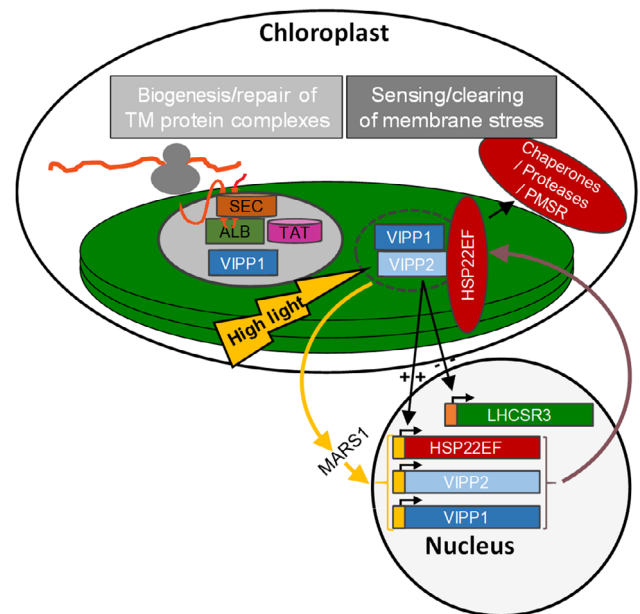 Chloroplast
Biogenesis/repair of
TM protein complexes
Sensing/clearing
of membrane stress
Chaperones
/ Proteases
/ PMSR
SEC
ALB
TAT
VIPP1
VIPP1
VIPP2
HSP22EF
High light
++
--
MARS1
LHCSR3
HSP22EF
VIPP2
VIPP1
Nucleus